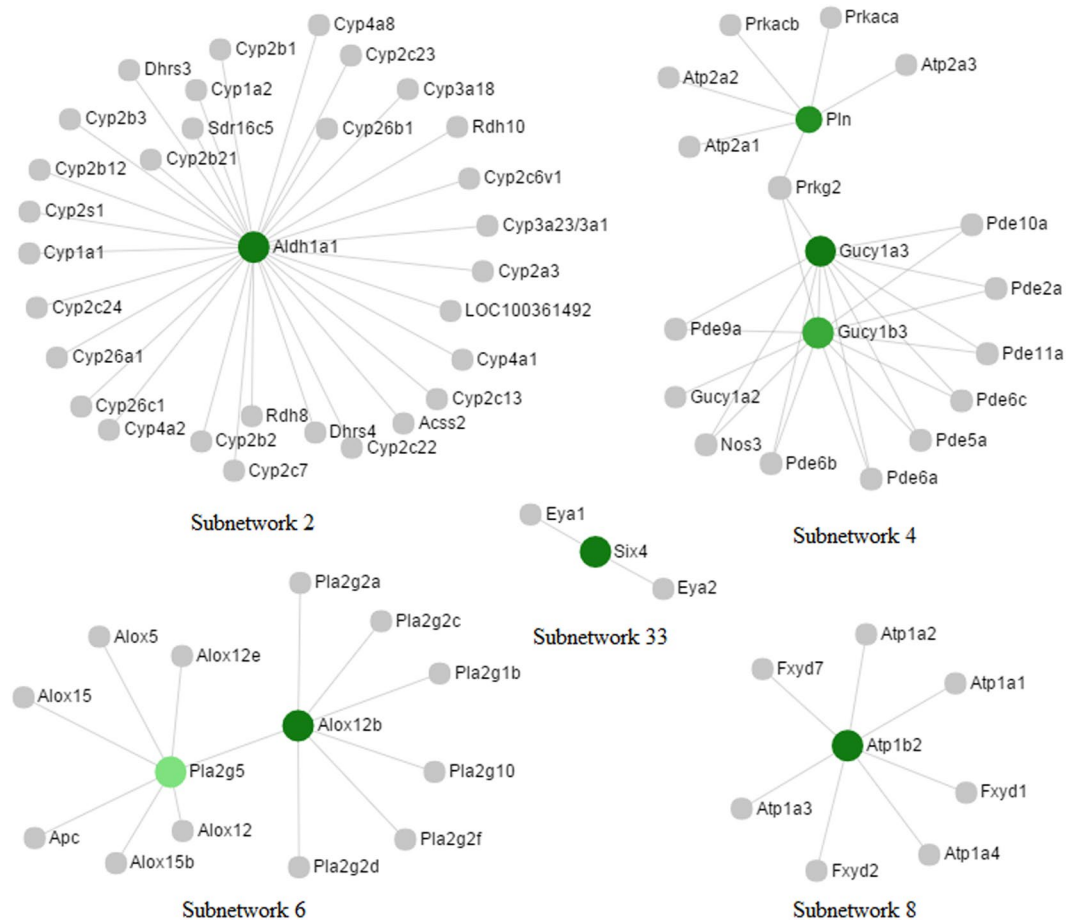 Cyp4a8
Cyp2b1
Cyp2c23
Dhrs3
Cyp1a2
Cyp3a18
Cyp2b3
Sdr16c5
Cyp26b1
Rdh10
Cyp2b21
Cyp2b12
Cyp2c6v1
Cyp2s1
Cyp3a23/3a1
Cyp1a1
Aldh1a1
Cyp2a3
Cyp2c24
LOC100361492
Cyp26a1
Cyp4a1
Cyp26c1
Cyp2c13
Cyp4a2
Rdh8
Acss2
Cyp2b2
Dhrs4
Cyp2c22
Cyp2c7
Subnetwork 2
Prkacb
Prkaca
Atp2a2
Atp2a3
Pln
Atp2a1
Prkg2
Pde10a
Gucy1a3
Pde2a
Pde9a
Gucy1b3
Pde11a
Gucy1a2
Pde6c
Nos3
Pde5a
Pde6b
Pde6a
Subnetwork 4
Eya1
Six4
Eya2
Subnetwork 33
Pla2g2a
Alox5
Pla2g2c
Alox12e
Pla2g1b
Alox15
Alox12b
Pla2g5
Pla2g10
Apc
Alox12
Pla2g2f
Alox15b
Pla2g2d
Subnetwork 6
Atp1a2
Fxyd7
Atp1a1
Atp1b2
Fxyd1
Atp1a3
Atp1a4
Fxyd2
Subnetwork 8